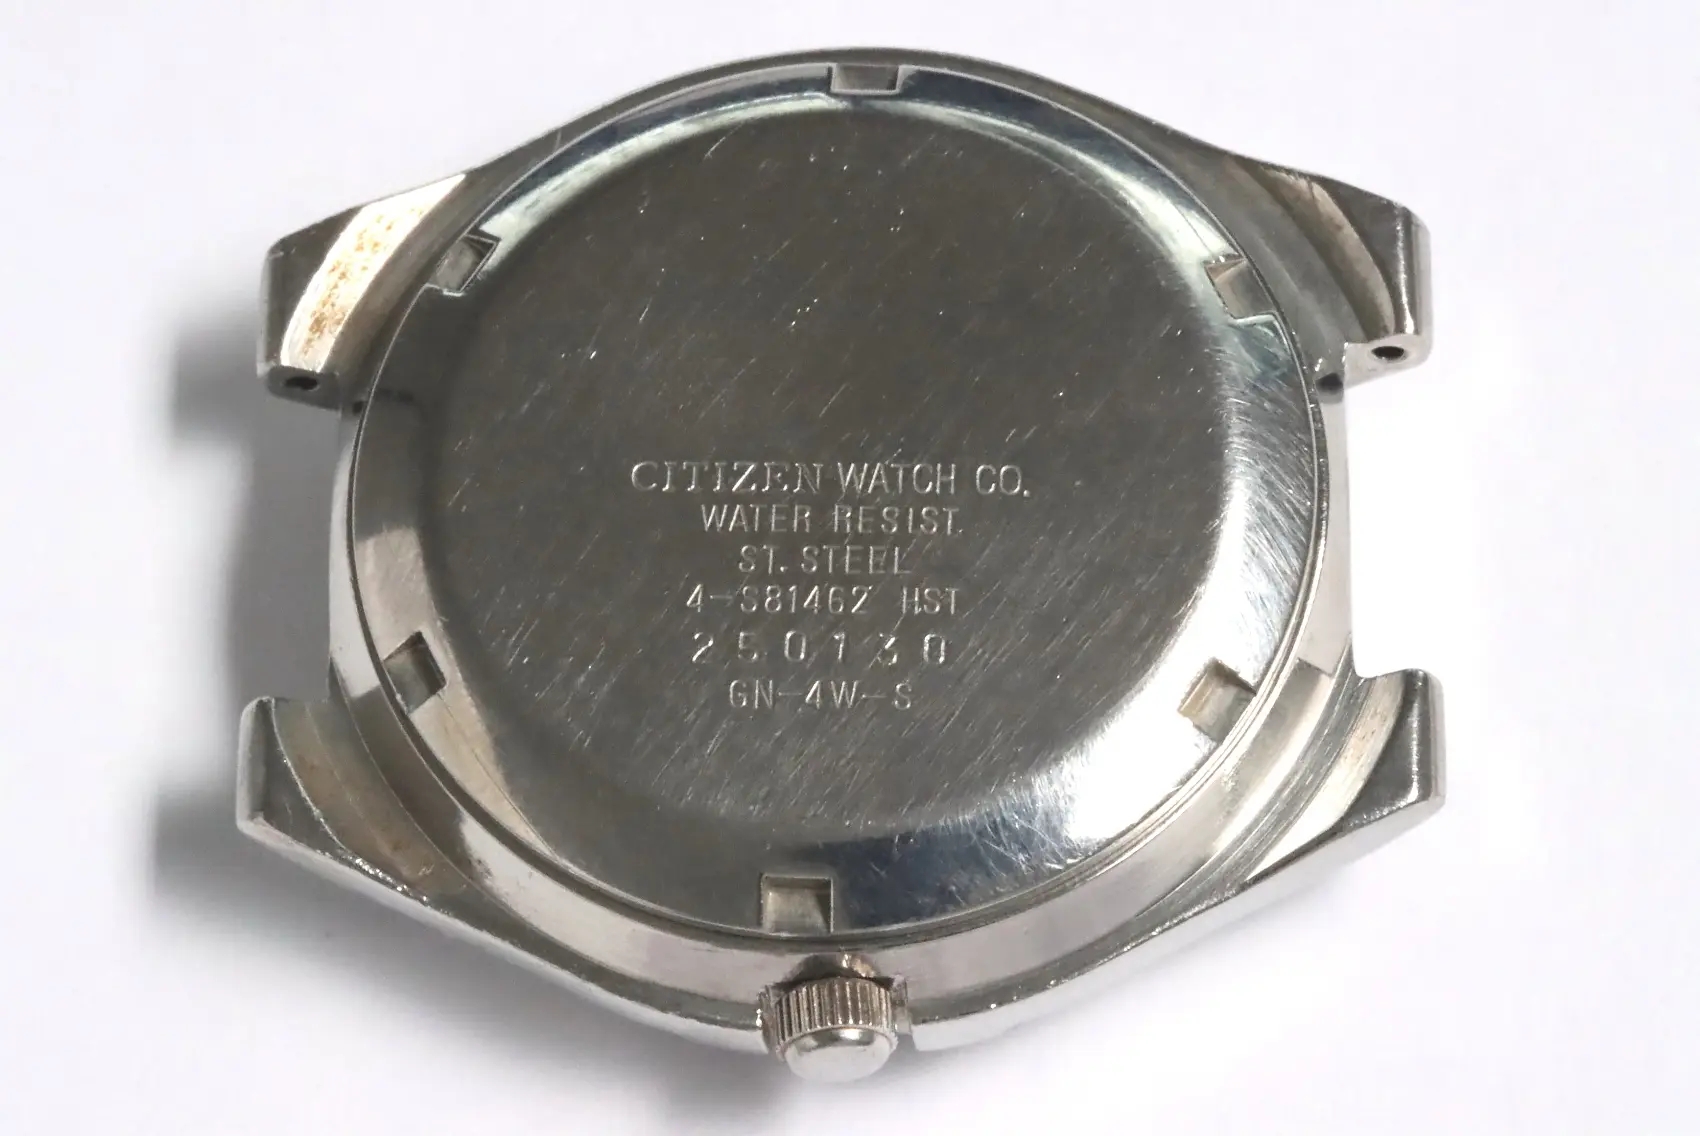 CITIZEN WATCH CO.
WATER RESIST.
ST. STEEL
4-S81462 HST
250130
GN-4W-S